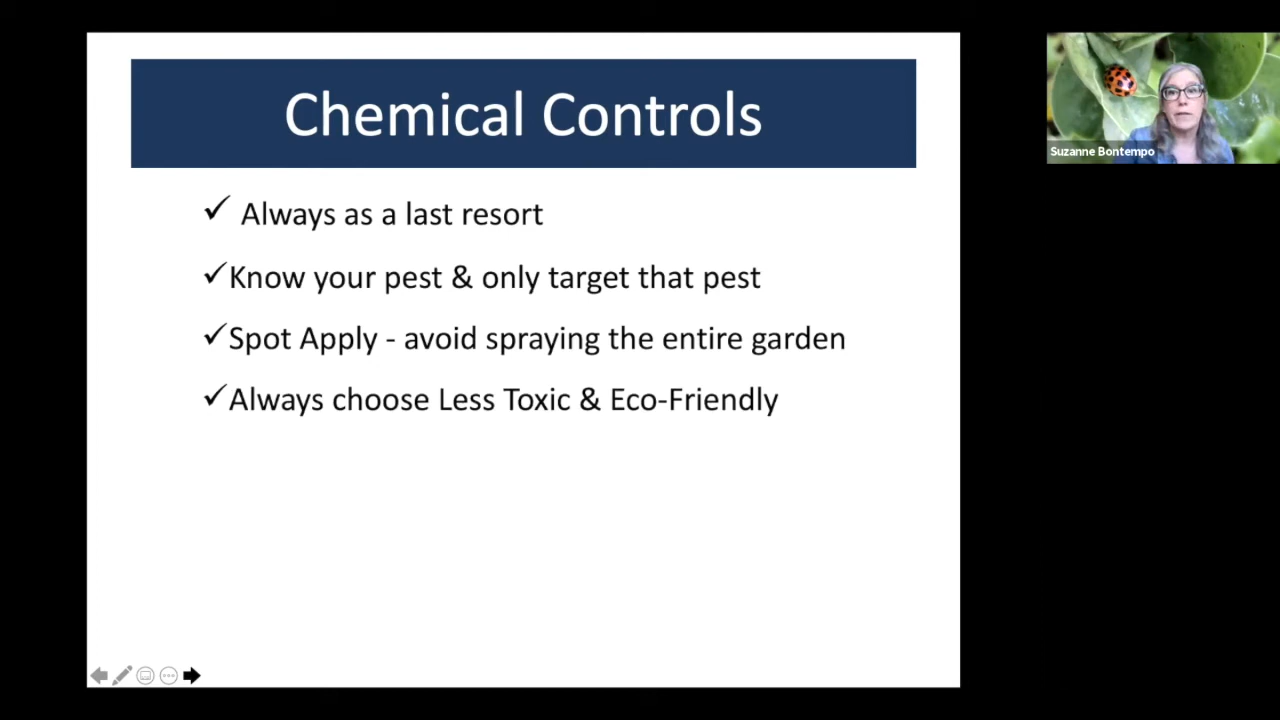 Chemical Controls
✓ Always as a last resort
✓Know your pest & only target that pest
✓Spot Apply - avoid spraying the entire garden
✓Always choose Less Toxic & Eco-Friendly
Suzanne Bontempo